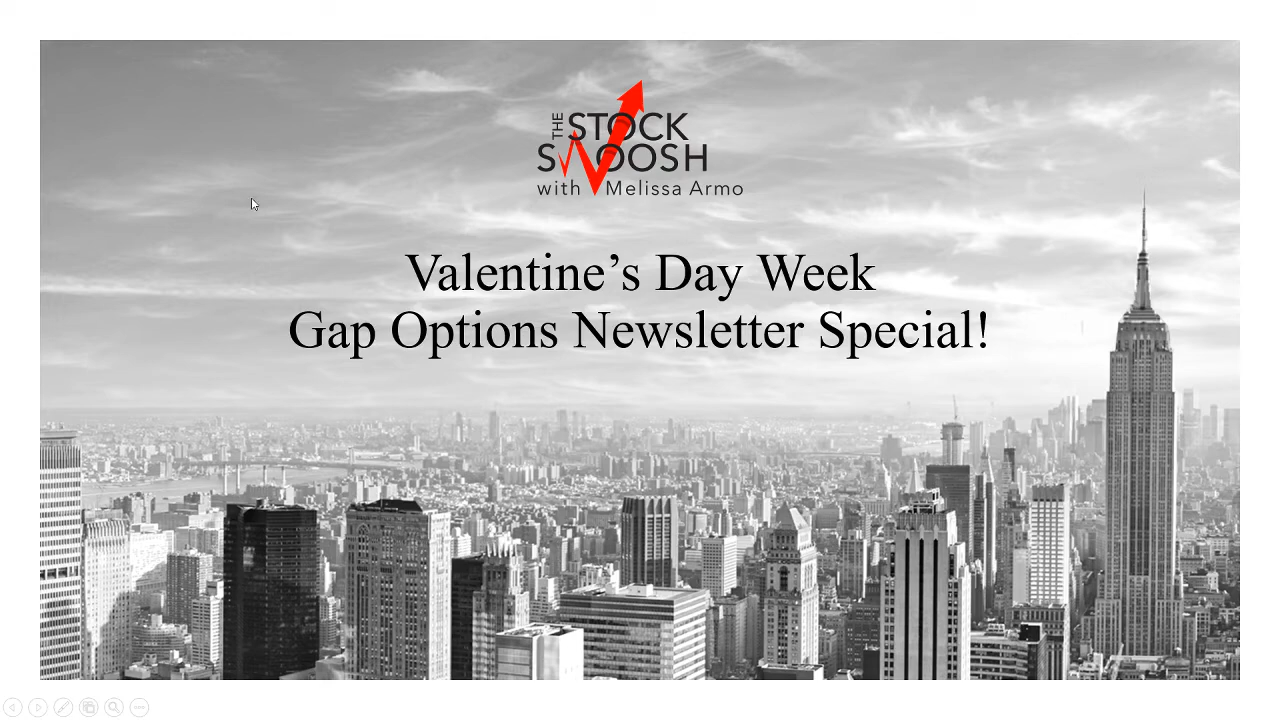 THE STOCK
SWOOSH
with Melissa Armo
Valentine’s Day Week
Gap Options Newsletter Special!